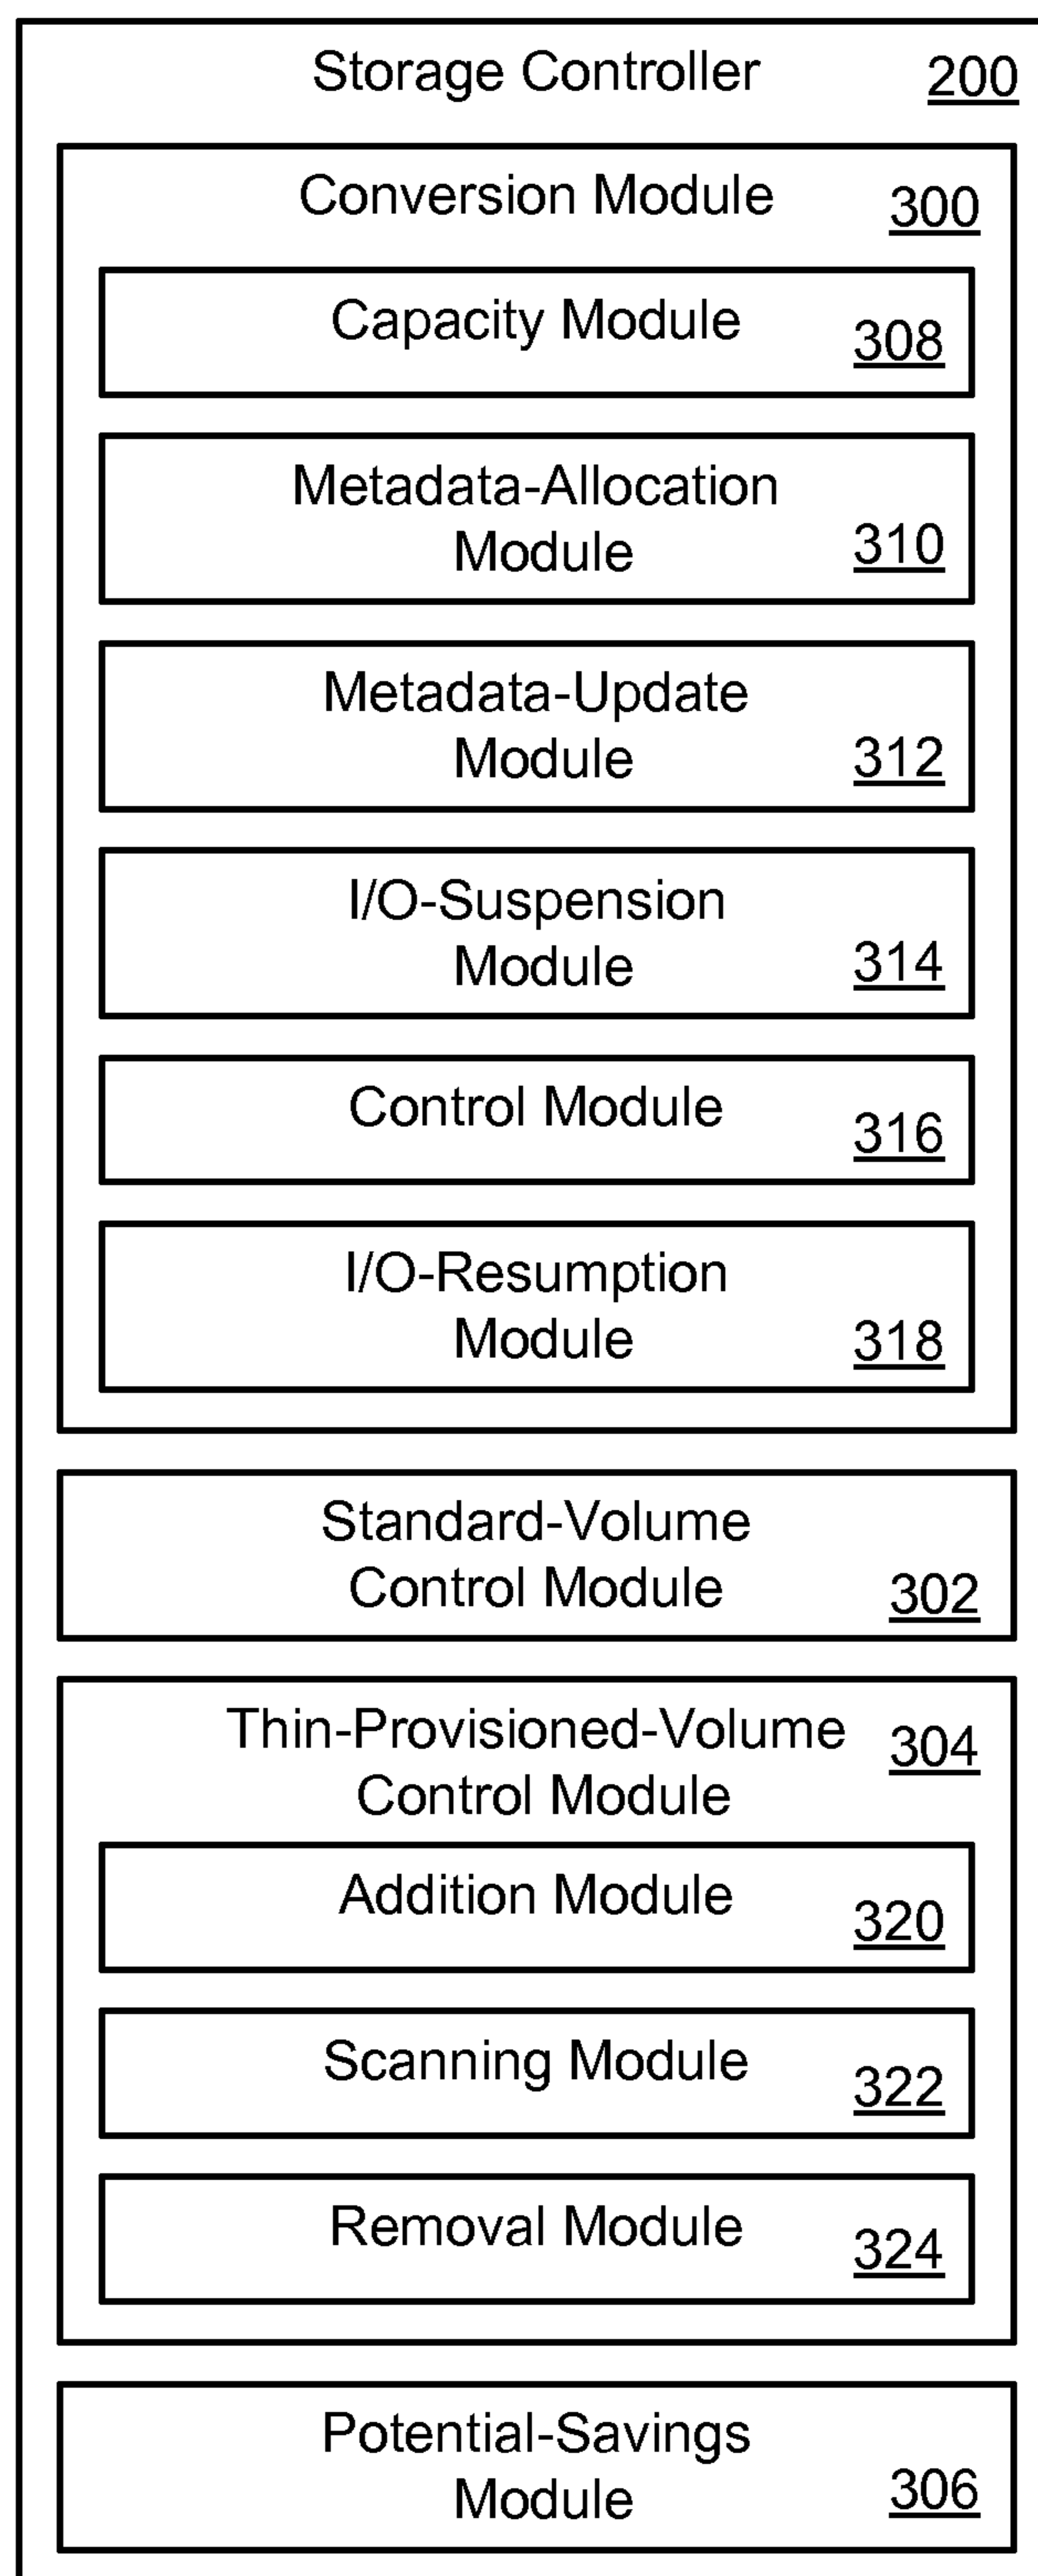 Storage Controller 200
Conversion Module 300
Capacity Module 308
Metadata-Allocation
Module 310
Metadata-Update
Module 312
I/O-Suspension
Module 314
Control Module 316
I/O-Resumption
Module 318
Standard-Volume
Control Module 302
Thin-Provisioned-Volume 304
Control Module
Addition Module 320
Scanning Module 322
Removal Module 324
Potential-Savings
Module 306